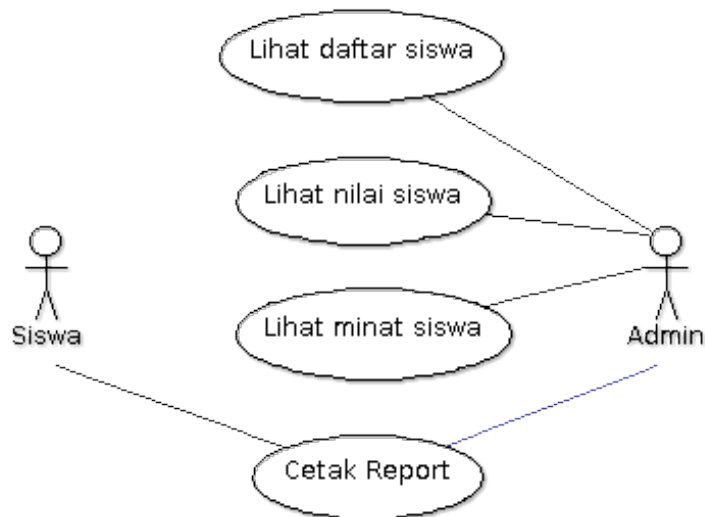 Lihat daftar siswa
Lihat nilai siswa
Lihat minat siswa
Siswa
Admin
Cetak Report